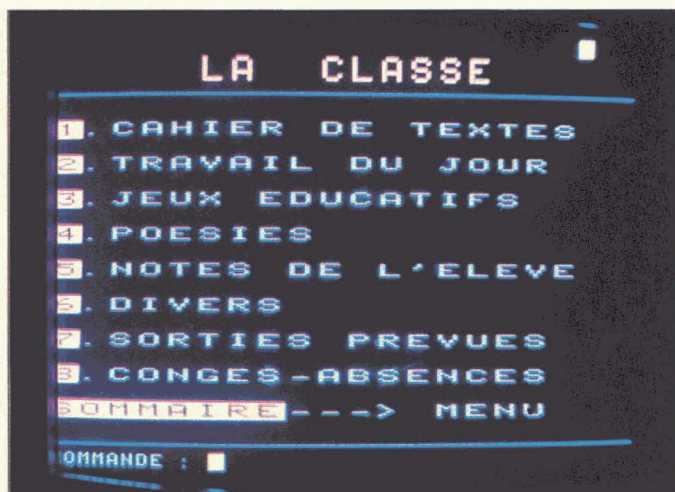 LA CLASSE
1. CAHIER DE TEXTES
2. TRAVAIL DU JOUR
3. JEUX EDUCATIFS
4. POESIES
5. NOTES DE L'ELEVE
6. DIVERS
7. SORTIES PREVUES
8. CONGES-ABSENCES
SOMMAIRE---> MENU
OMMANDE :